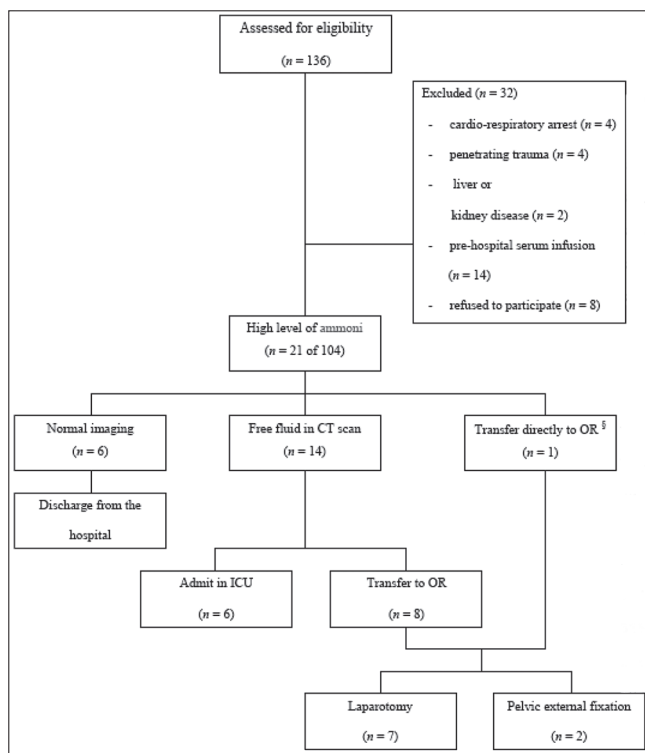 Assessed for eligibility
(n = 136)
Excluded (n = 32)
- cardio-respiratory arrest (n = 4)
- penetrating trauma (n = 4)
- liver or
kidney disease (n = 2)
- pre-hospital serum infusion
(n = 14)
- refused to participate (n = 8)
High level of ammoni
(n = 21 of 104)
Normal imaging
(n = 6)
Free fluid in CT scan
(n = 14)
Transfer directly to OR §
(n = 1)
Discharge from the
hospital
Admit in ICU
(n = 6)
Transfer to OR
(n = 8)
Laparotomy
(n = 7)
Pelvic external fixation
(n = 2)